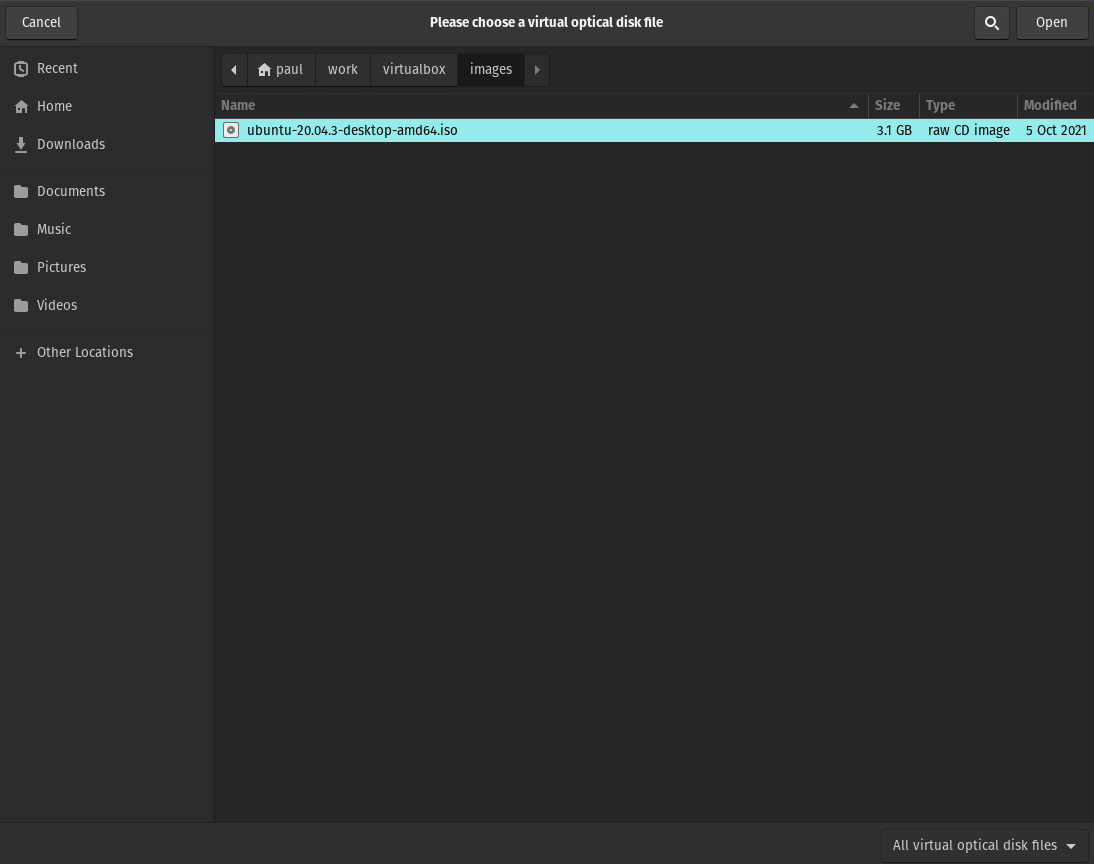 Cancel Please choose a virtual optical disk file Open
Recent
Home
Downloads
Documents
Music
Pictures
Videos
Other Locations
paul work virtualbox images
Name Size Type Modified
ubuntu-20.04.3-desktop-amd64.iso 3.1 GB raw CD image 5 Oct 2021
All virtual optical disk files